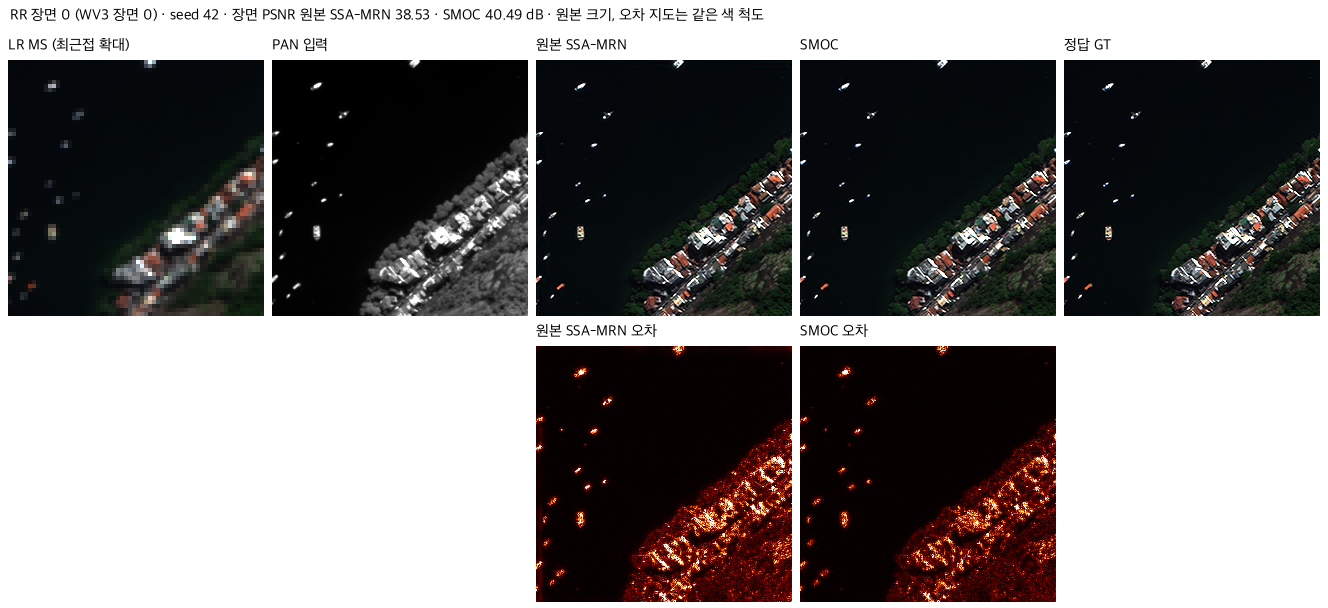 RR 장면 0 (WV3 장면 0) · seed 42 · 장면 PSNR 원본 SSA-MRN 38.53 · SMOC 40.49 dB · 원본 크기, 오차 지도는 같은 색 척도
LR MS (최근접 확대)
PAN 입력
원본 SSA-MRN
SMOC
정답 GT
원본 SSA-MRN 오차
SMOC 오차